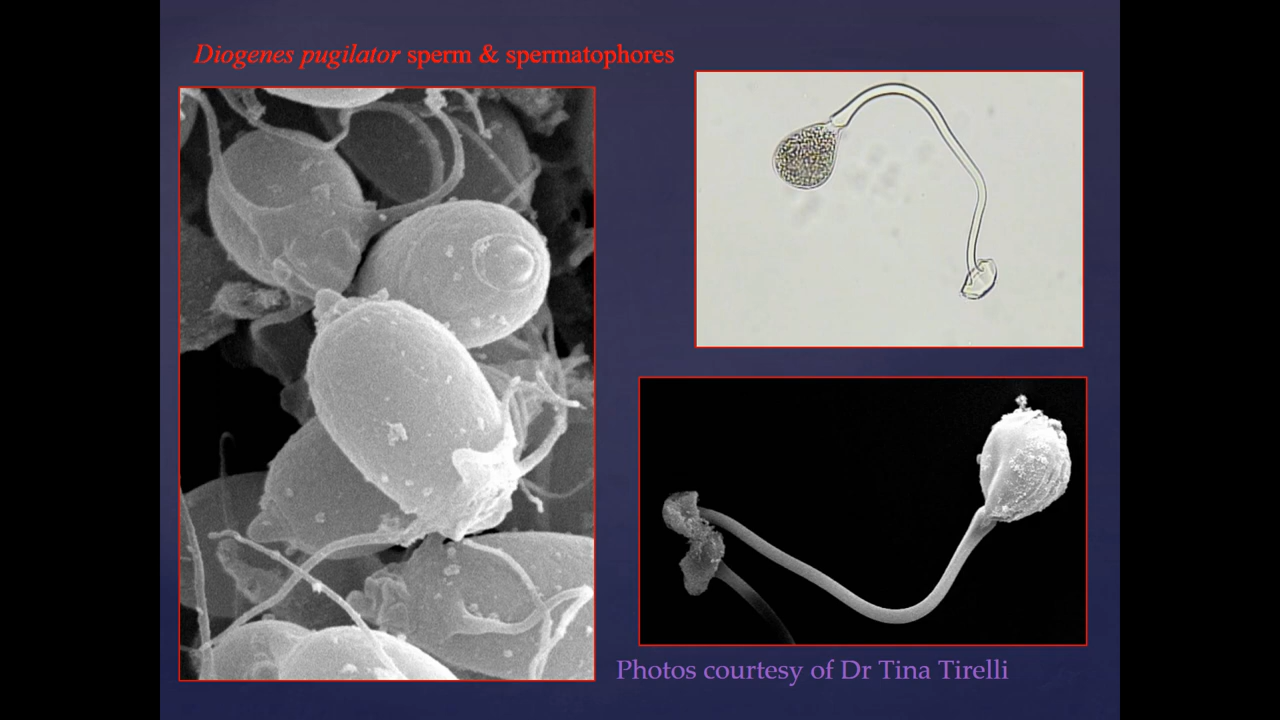 Diogenes pugilator sperm & spermatophores
Photos courtesy of Dr Tina Tirelli